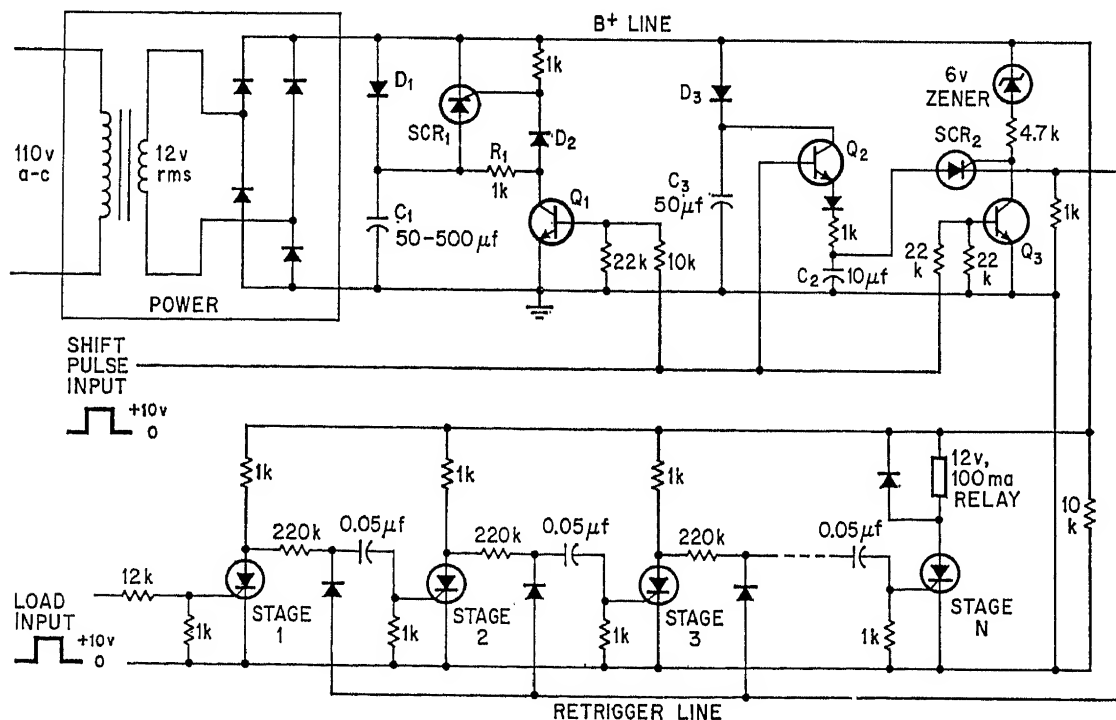 B+ LINE
110v
a-c
12v
rms
POWER
D1
SCR1
1k
D2
R1
1k
C1
50-500µf
Q1
22k
10k
D3
C3
50µf
Q2
1k
C2
10µf
6v
ZENER
4.7k
SCR2
Q3
22
k
22
k
1k
SHIFT
PULSE
INPUT
+10v
0
1k
220k
0.05µf
1k
220k
0.05µf
1k
220k
0.05µf
12v,
100ma
RELAY
10
k
12k
LOAD
INPUT
+10v
0
1k
STAGE
1
1k
STAGE
2
1k
STAGE
3
1k
STAGE
N
RETRIGGER LINE